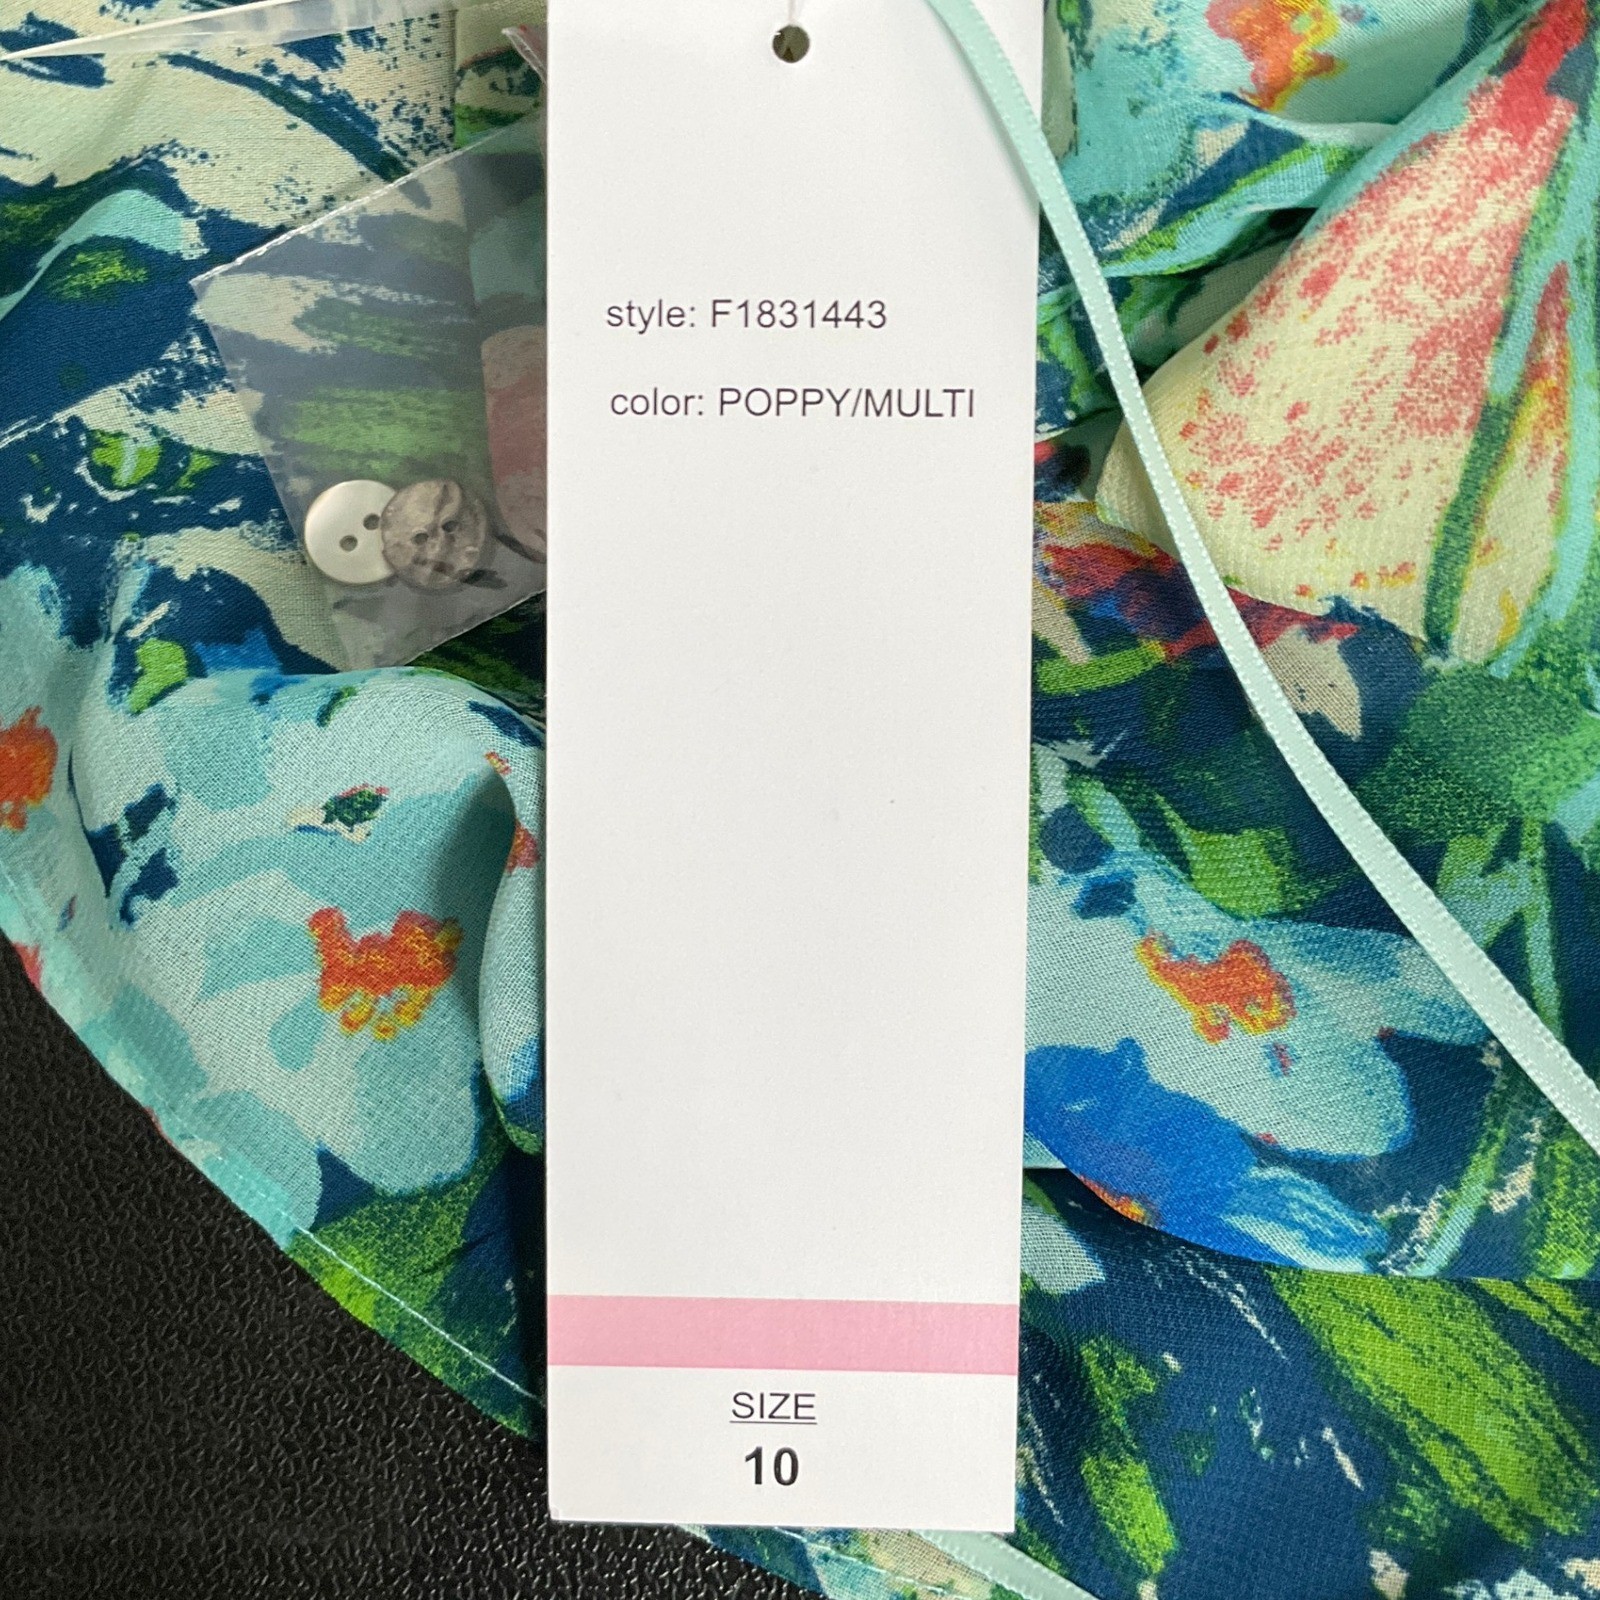 style: F1831443
color: POPPY/MULTI
SIZE
10